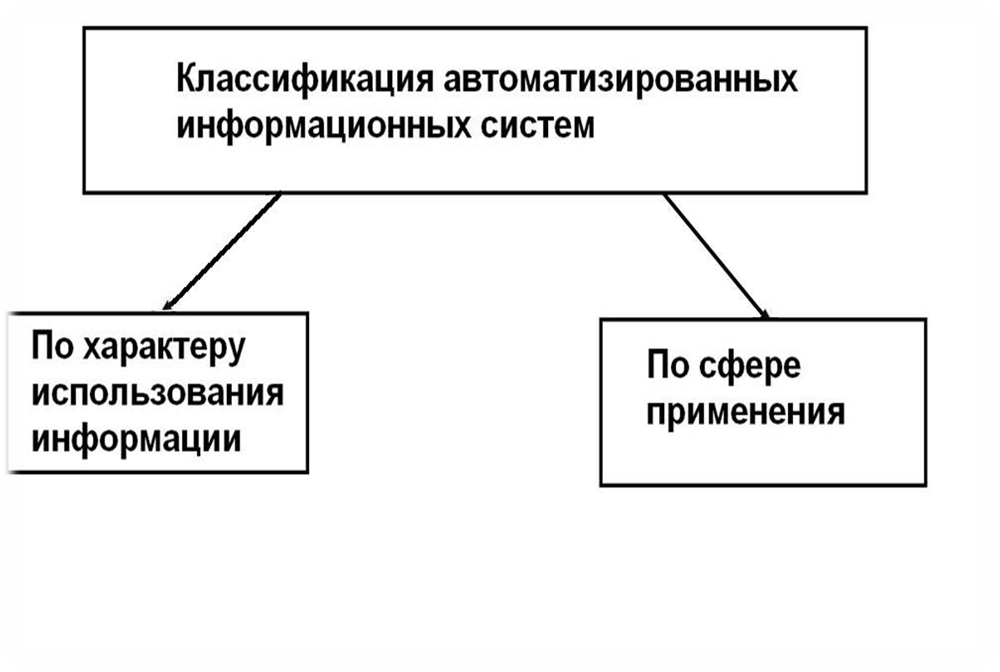 Классификация автоматизированных
информационных систем
По характеру
использования
информации
По сфере
применения